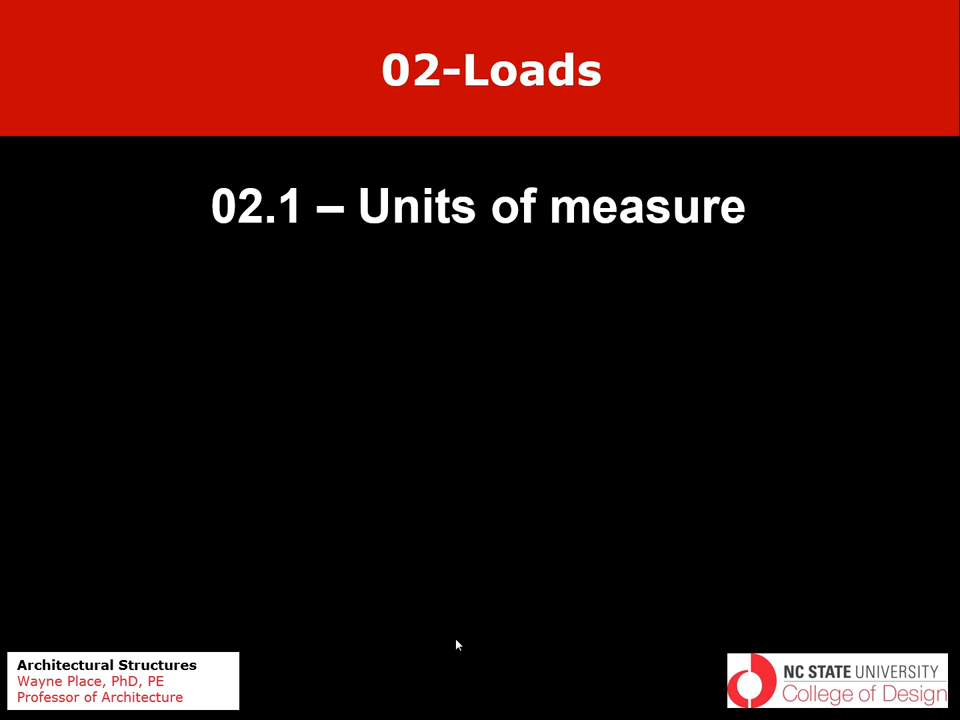 02-Loads
02.1 – Units of measure
Architectural Structures
Wayne Place, PhD, PE
Professor of Architecture
NC STATE UNIVERSITY
College of Design